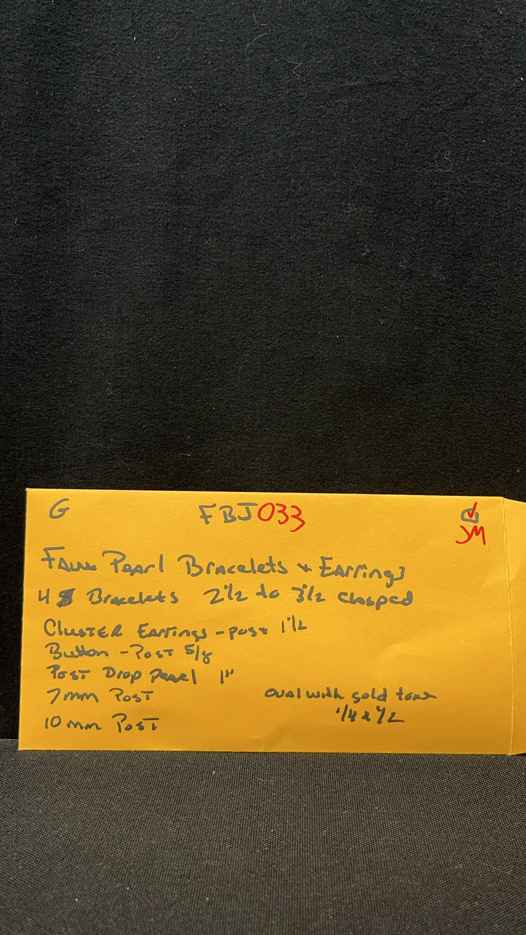 G FBJ033
JM
Faux Pearl Bracelets + Earrings
4 Bracelets 2 1/2 to 3 1/2 clasped
Cluster Earrings - post 1 1/2
Button - Post 5/8
Post Drop Pearl 1"
7mm Post oval with gold tone
1/4 x 1/2
10 mm Post